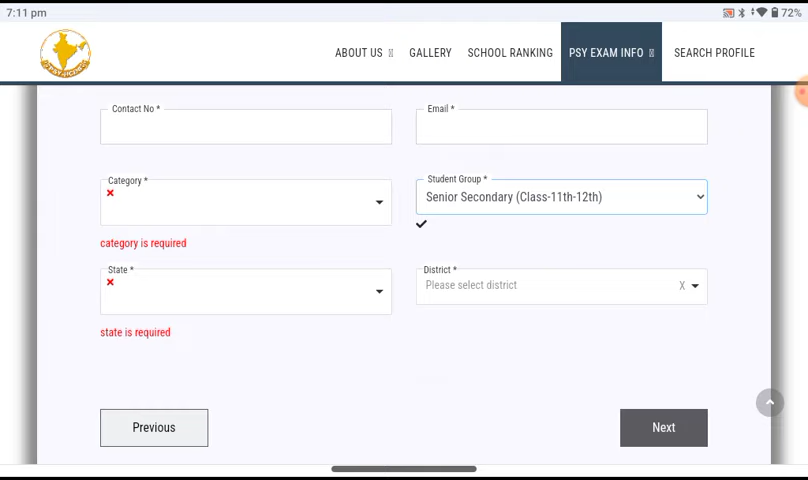 7:11 pm
72%
ABOUT US
GALLERY
SCHOOL RANKING
PSY EXAM INFO
SEARCH PROFILE
Contact No *
Email *
Category *
Student Group *
Senior Secondary (Class-11th-12th)
category is required
State *
District *
Please select district
X
state is required
Previous
Next